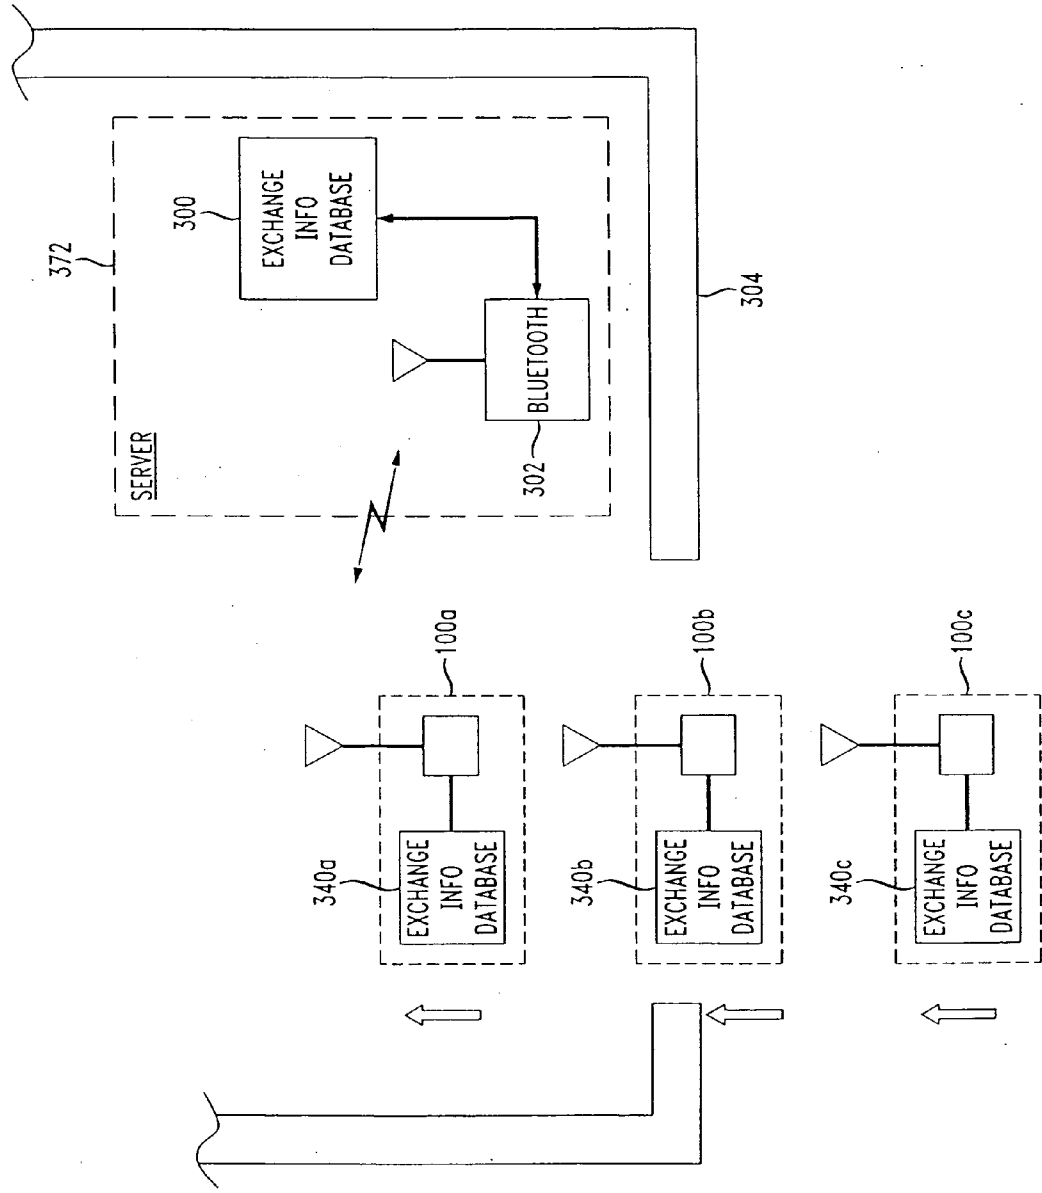 372
SERVER
300
EXCHANGE
INFO
DATABASE
302
BLUETOOTH
304
100a
340a
EXCHANGE
INFO
DATABASE
100b
340b
EXCHANGE
INFO
DATABASE
100c
340c
EXCHANGE
INFO
DATABASE